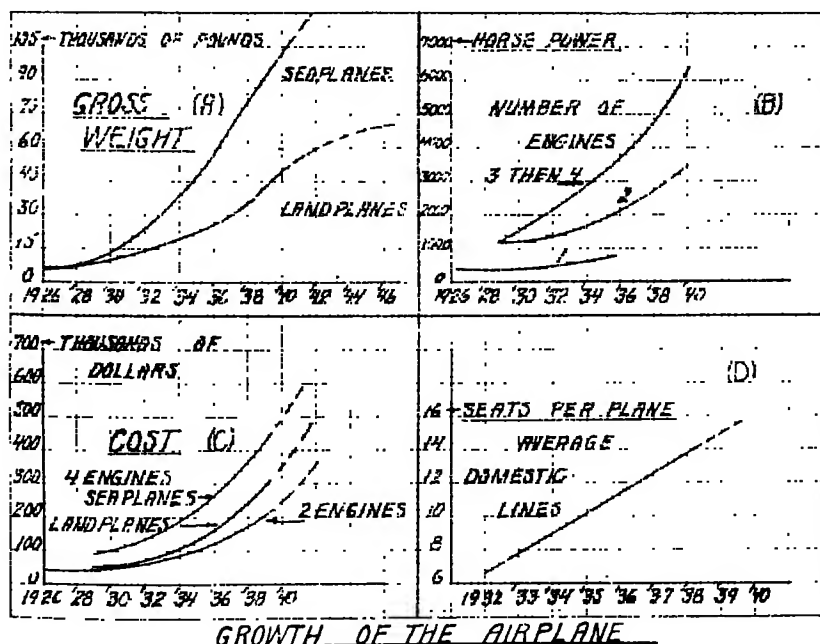 105 THOUSANDS OF POUNDS
90
SEAPLANES
75
GROSS (A)
WEIGHT
60
45
30
LANDPLANES
15
0
1926 '28 '30 '32 '34 '36 '38 '40 '42 '44 '46
7000 HORSE POWER
6000
5000
NUMBER OF (B)
ENGINES
4000
3 THEN 4
3000
2
2000
1000
1
0
1926 '28 '30 '32 '34 '36 '38 '40
700 THOUSANDS OF
DOLLARS
600
500
COST (C)
400
4 ENGINES
300
SEAPLANES
200
LANDPLANES 2 ENGINES
100
0
1926 '28 '30 '32 '34 '36 '38 '40
(D)
16 SEATS PER PLANE
14 AVERAGE
12 DOMESTIC
10 LINES
8
6
1932 '33 '34 '35 '36 '37 '38 '39 '40
GROWTH OF THE AIRPLANE